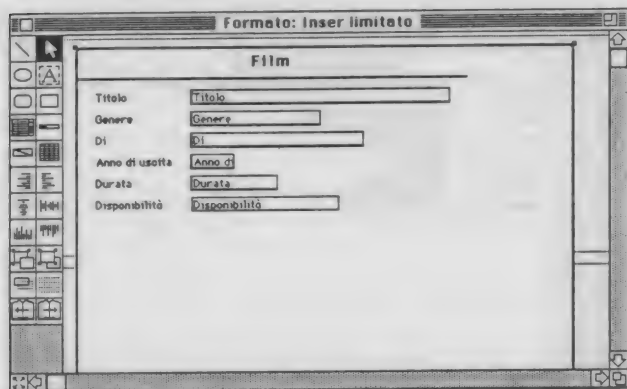 Formato: Inser limitato
A
Film
Titolo Titolo
Genere Genere
Di Di
Anno di uscita Anno di
Durata Durata
Disponibilità Disponibilità